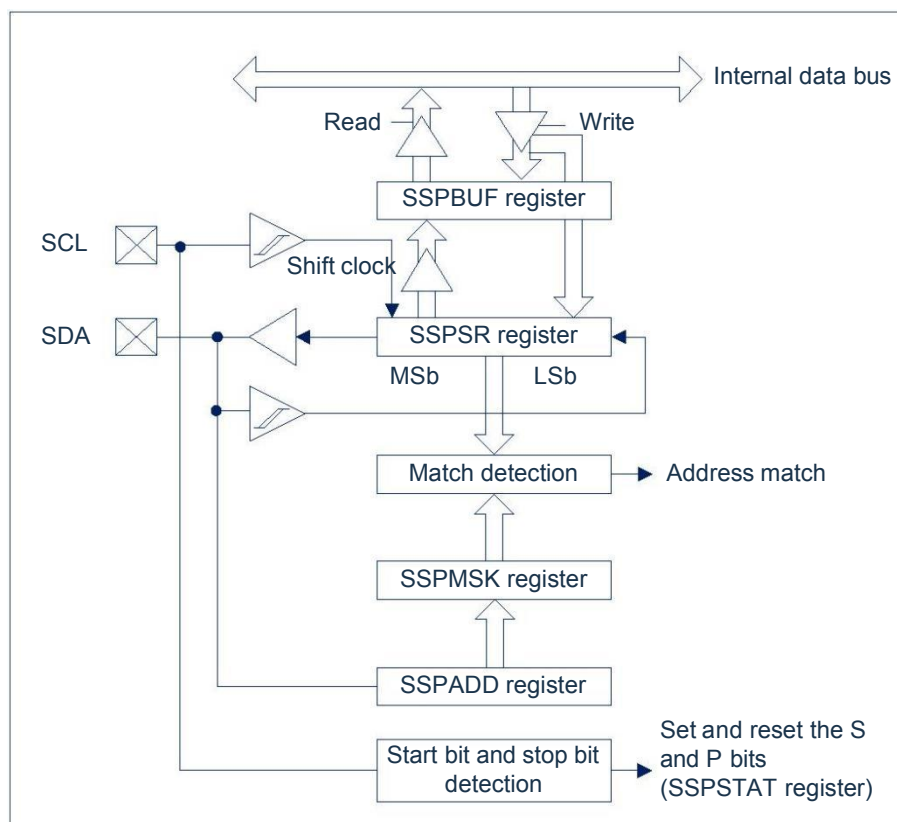 Internal data bus
Read
Write
SSPBUF register
SCL
Shift clock
SDA
SSPSR register
MSb
LSb
Match detection
Address match
SSPMSK register
SSPADD register
Start bit and stop bit
detection
Set and reset the S
and P bits
(SSPSTAT register)